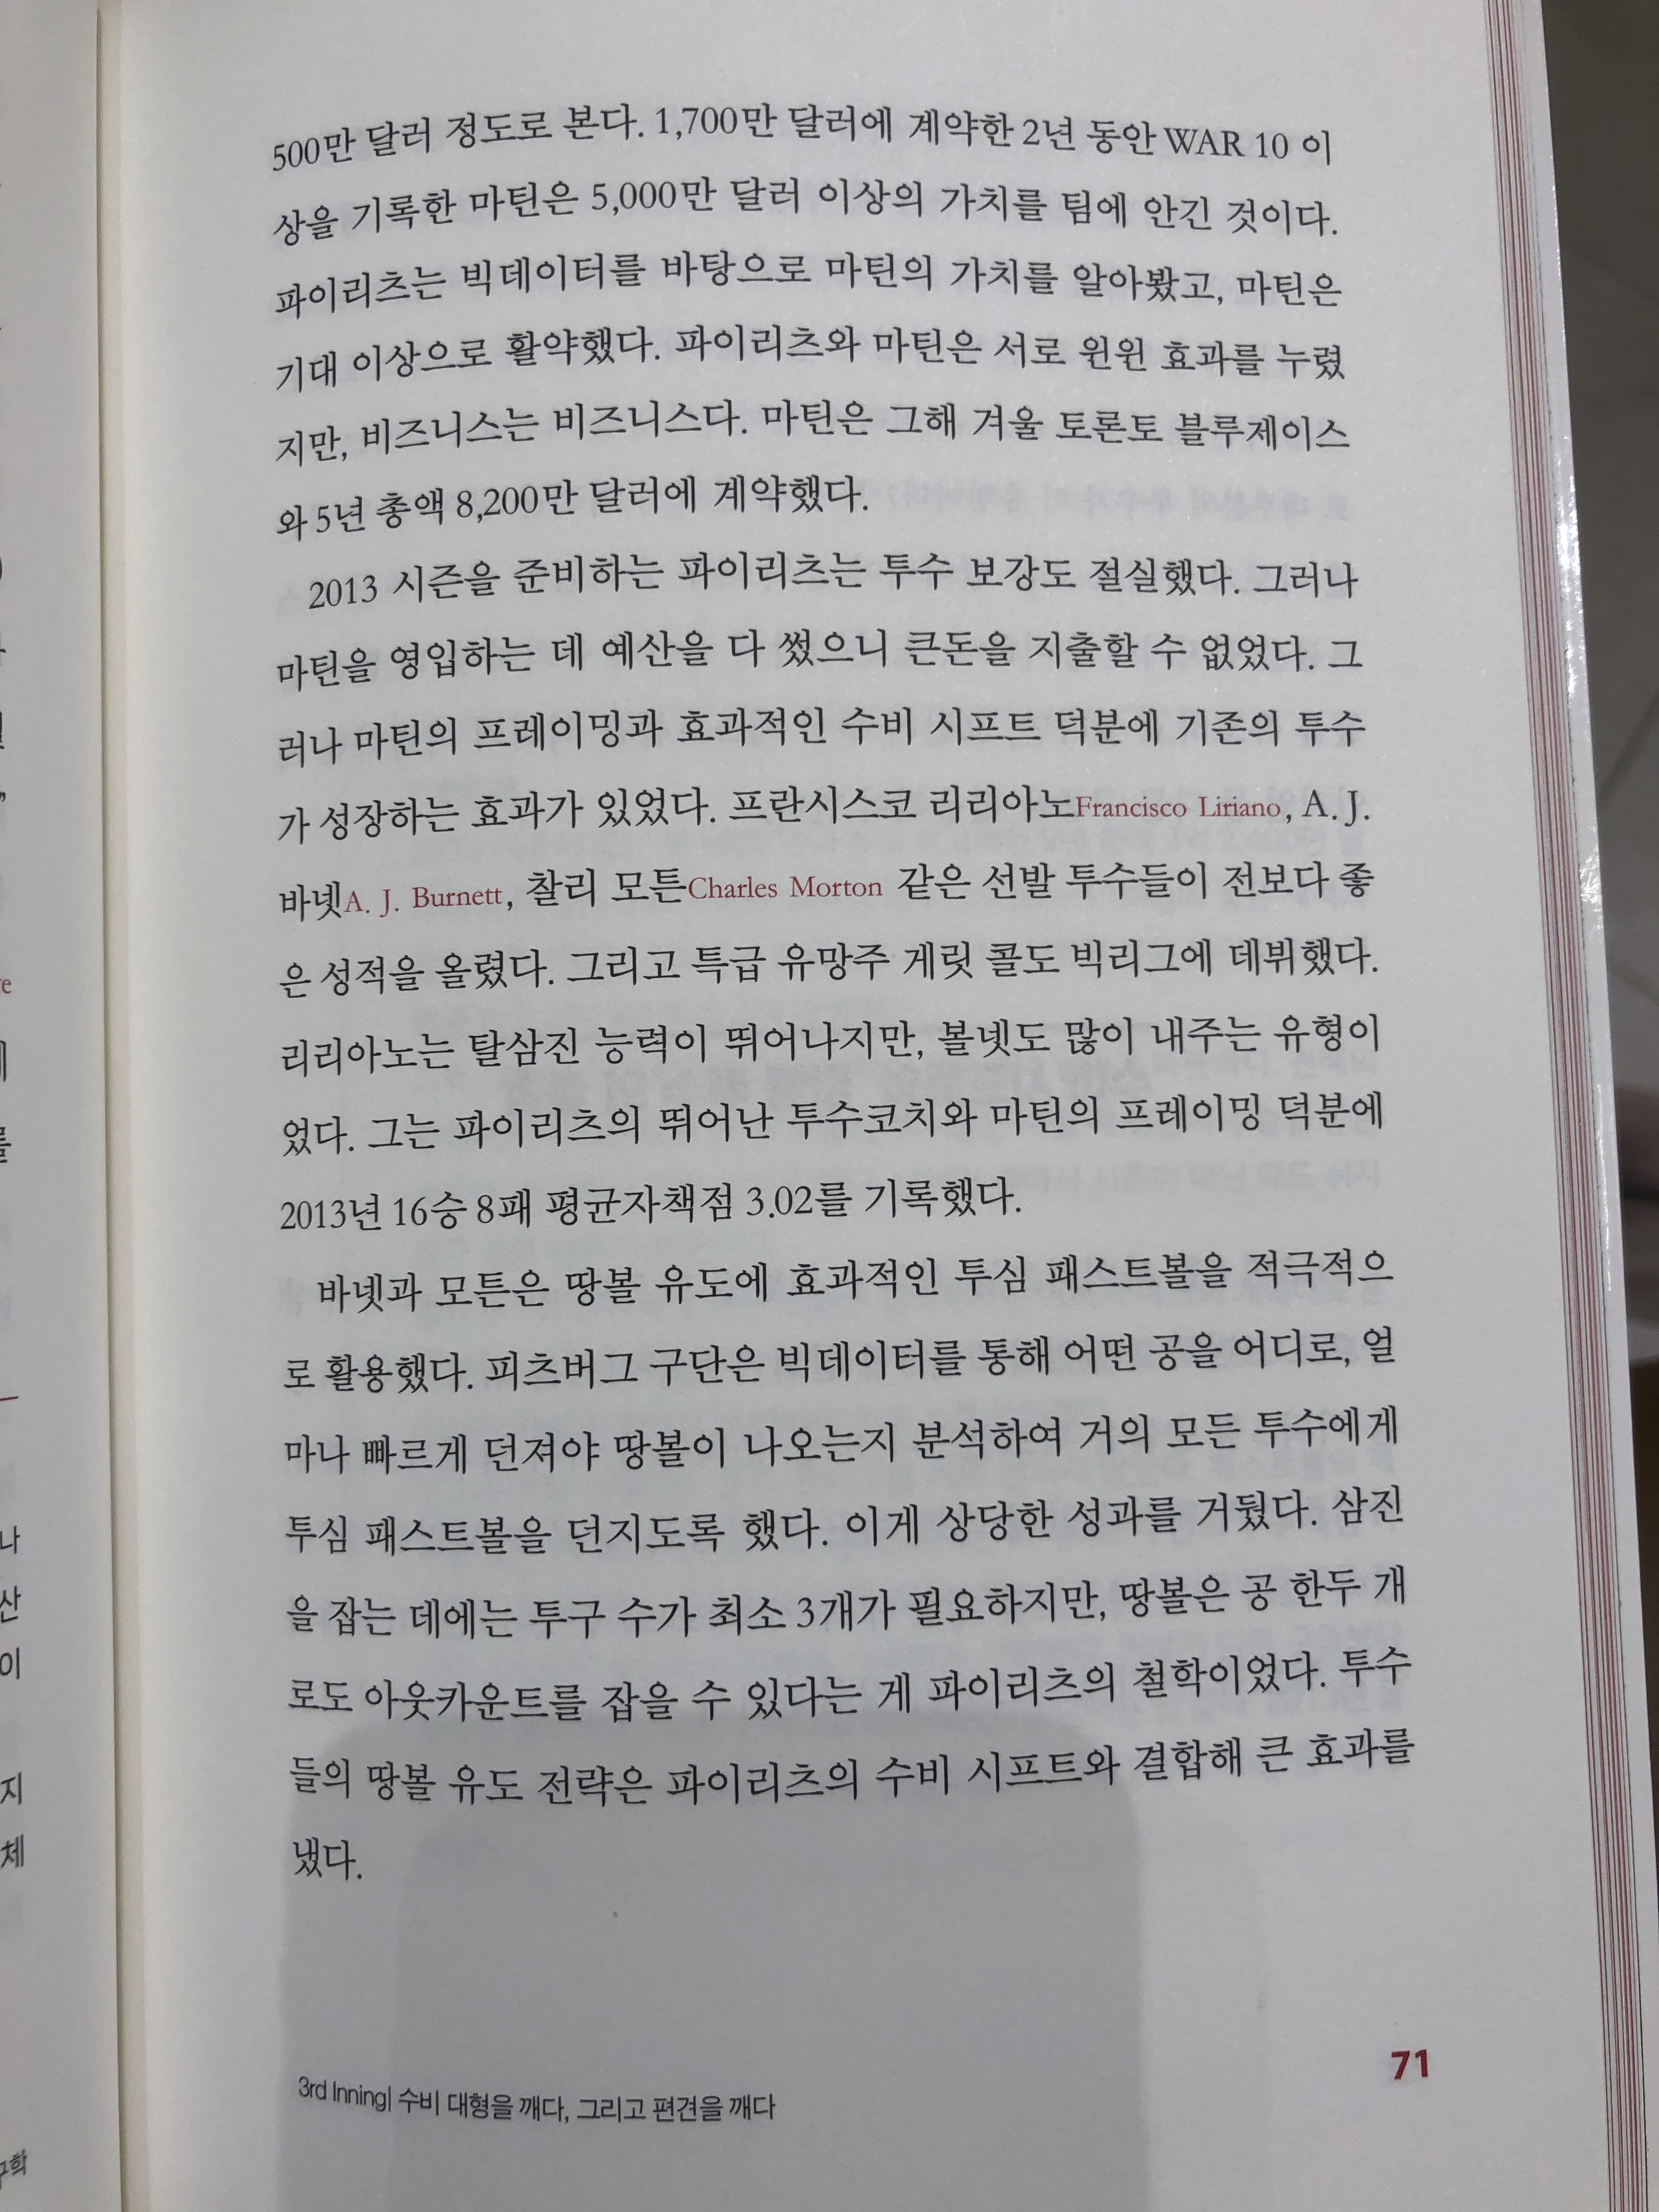 500만 달러 정도로 본다. 1,700만 달러에 계약한 2년 동안 WAR 10 이
상을 기록한 마틴은 5,000만 달러 이상의 가치를 팀에 안긴 것이다.
파이리츠는 빅데이터를 바탕으로 마틴의 가치를 알아봤고, 마틴은
기대 이상으로 활약했다. 파이리츠와 마틴은 서로 윈윈 효과를 누렸
지만, 비즈니스는 비즈니스다. 마틴은 그해 겨울 토론토 블루제이스
와 5년 총액 8,200만 달러에 계약했다.
2013 시즌을 준비하는 파이리츠는 투수 보강도 절실했다. 그러나
마틴을 영입하는 데 예산을 다 썼으니 큰돈을 지출할 수 없었다. 그
러나 마틴의 프레이밍과 효과적인 수비 시프트 덕분에 기존의 투수
가 성장하는 효과가 있었다. 프란시스코 리리아노Francisco Liriano, A. J.
바넷A. J. Burnett, 찰리 모튼Charles Morton 같은 선발 투수들이 전보다 좋
은 성적을 올렸다. 그리고 특급 유망주 게릿 콜도 빅리그에 데뷔했다.
리리아노는 탈삼진 능력이 뛰어나지만, 볼넷도 많이 내주는 유형이
었다. 그는 파이리츠의 뛰어난 투수코치와 마틴의 프레이밍 덕분에
2013년 16승 8패 평균자책점 3.02를 기록했다.
바넷과 모튼은 땅볼 유도에 효과적인 투심 패스트볼을 적극적으
로 활용했다. 피츠버그 구단은 빅데이터를 통해 어떤 공을 어디로, 얼
마나 빠르게 던져야 땅볼이 나오는지 분석하여 거의 모든 투수에게
투심 패스트볼을 던지도록 했다. 이게 상당한 성과를 거뒀다. 삼진
을 잡는 데에는 투구 수가 최소 3개가 필요하지만, 땅볼은 공 한두 개
로도 아웃카운트를 잡을 수 있다는 게 파이리츠의 철학이었다. 투수
들의 땅볼 유도 전략은 파이리츠의 수비 시프트와 결합해 큰 효과를
냈다.
3rd Inning| 수비 대형을 깨다, 그리고 편견을 깨다
71